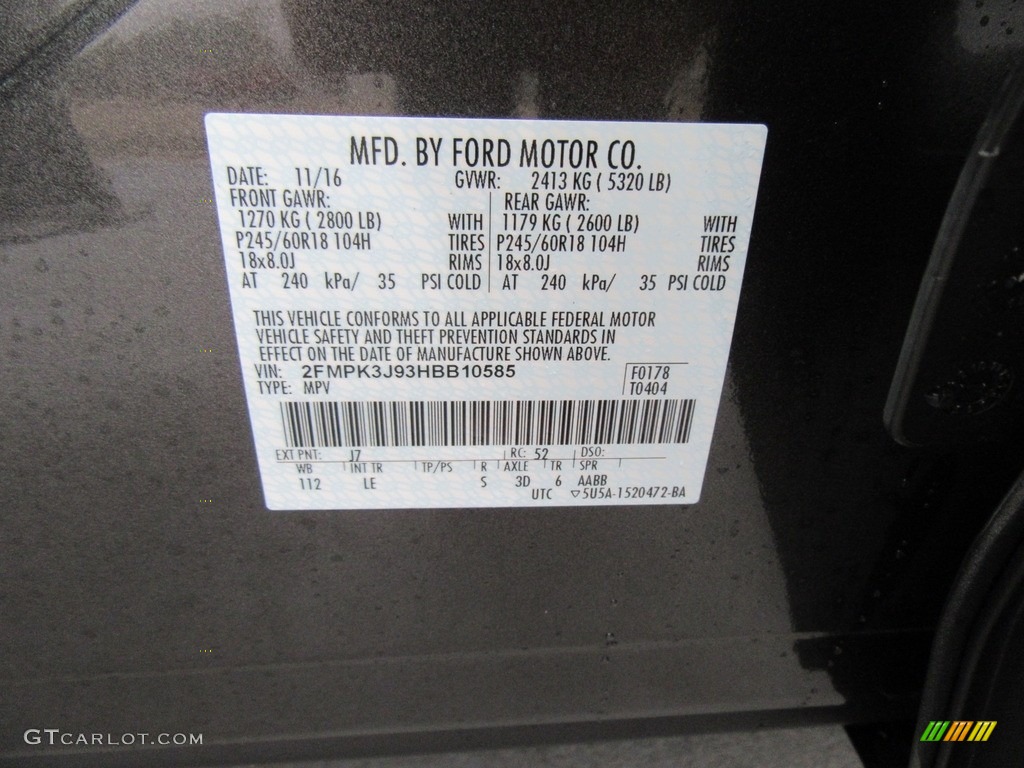 MFD. BY FORD MOTOR CO.
DATE: 11/16 GVWR: 2413 KG ( 5320 LB)
FRONT GAWR: REAR GAWR:
1270 KG ( 2800 LB) WITH 1179 KG ( 2600 LB) WITH
P245/60R18 104H TIRES P245/60R18 104H TIRES
18x8.0J RIMS 18x8.0J RIMS
AT 240 kPa/ 35 PSI COLD AT 240 kPa/ 35 PSI COLD
THIS VEHICLE CONFORMS TO ALL APPLICABLE FEDERAL MOTOR
VEHICLE SAFETY AND THEFT PREVENTION STANDARDS IN
EFFECT ON THE DATE OF MANUFACTURE SHOWN ABOVE.
VIN: 2FMPK3J93HBB10585 F0178
TYPE: MPV T0404
EXT PNT: J7 RC: 52 DSO:
WB INT TR TP/PS R AXLE TR SPR
112 LE S 3D 6 AABB
UTC ▽5U5A-1520472-BA
GTCARLOT.COM